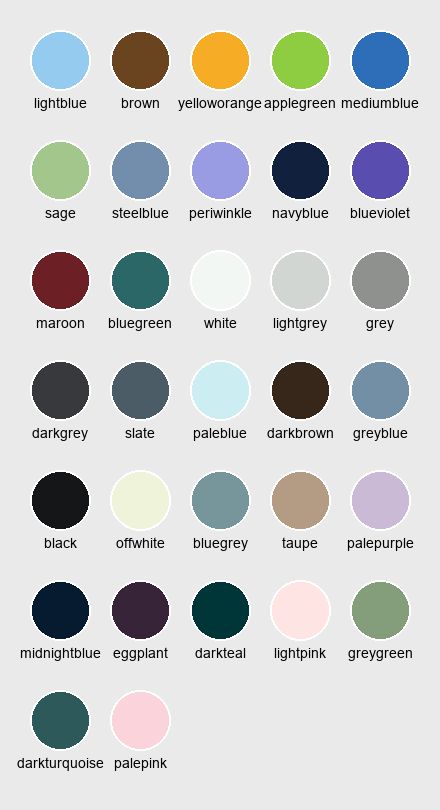 lightblue brown yelloworange applegreen mediumblue
sage steelblue periwinkle navyblue blueviolet
maroon bluegreen white lightgrey grey
darkgrey slate paleblue darkbrown greyblue
black offwhite bluegrey taupe palepurple
midnightblue eggplant darkteal lightpink greygreen
darkturquoise palepink